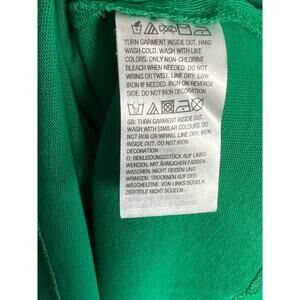 TURN GARMENT INSIDE OUT. HAND
WASH COLD. WASH WITH LIKE
COLORS. ONLY NON-CHLORINE
BLEACH WHEN NEEDED. DO NOT
WRING OR TWIST. LINE DRY. LOW
IRON IF NEEDED. IRON ON REVERSE
SIDE. DO NOT IRON DECORATION
GB: TURN GARMENT INSIDE OUT.
WASH WITH SIMILAR COLOURS. DO
NOT RUB OR WRING. LINE DRY. IRON
INSIDE OUT. DO NOT IRON
DECORATION
D: BEKLEIDUNGSSTÜCK AUF LINKS
WENDEN. MIT ÄHNLICHEN FARBEN
WASCHEN. NICHT REIBEN UND
WRINGEN. TROCKNEN AUF DER
WÄSCHELEINE. VON LINKS BÜGELN.
ZIERTEILE NICHT BÜGELN.